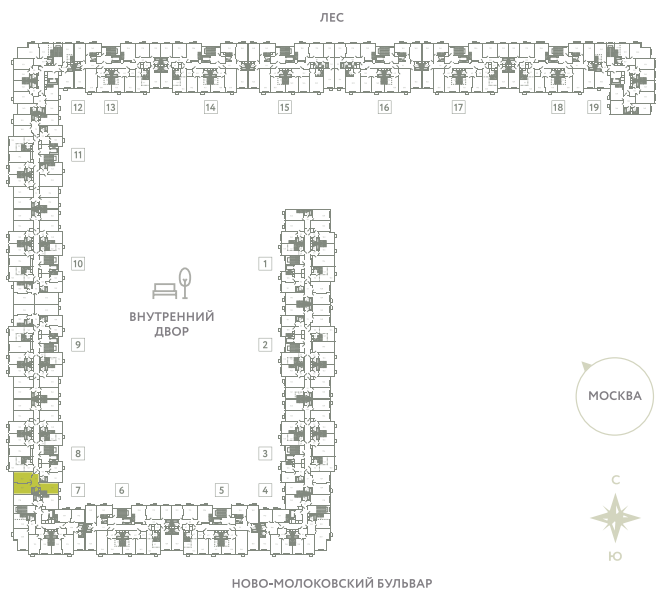 ЛЕС
12 13 14 15 16 17 18 19
11
10 1
ВНУТРЕННИЙ
ДВОР
9 2
МОСКВА
8 3
7 6 5 4
С
Ю
НОВО-МОЛОКОВСКИЙ БУЛЬВАР